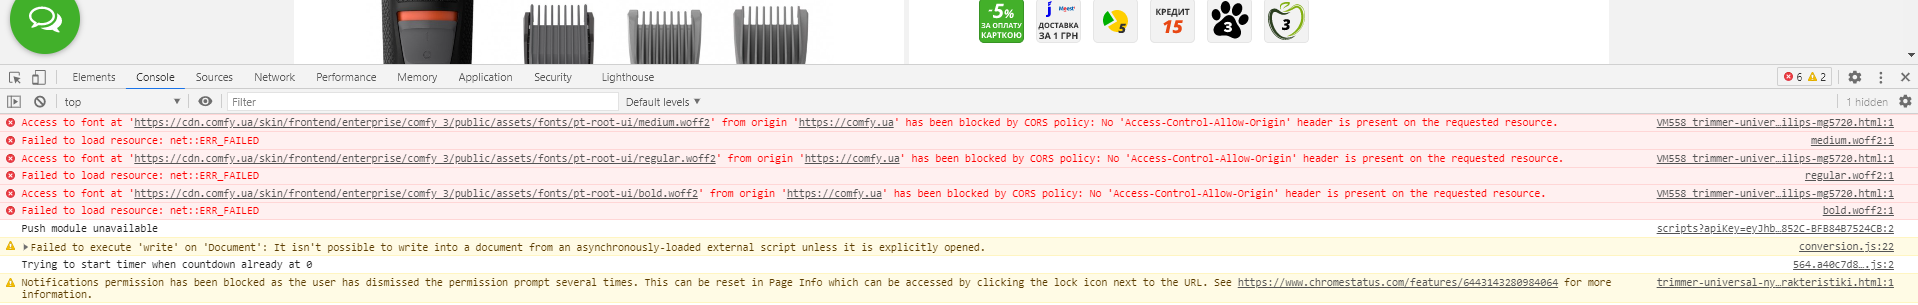 -5%
ЗА ОПЛАТУ
КАРТКОЮ
j Meest
ДОСТАВКА
ЗА 1 ГРН
5
КРЕДИТ
15
3
3
Elements Console Sources Network Performance Memory Application Security Lighthouse 6 2
top Filter Default levels 1 hidden
Access to font at 'https://cdn.comfy.ua/skin/frontend/enterprise/comfy_3/public/assets/fonts/pt-root-ui/medium.woff2' from origin 'https://comfy.ua' has been blocked by CORS policy: No 'Access-Control-Allow-Origin' header is present on the requested resource. VM558 trimmer-univer…ilips-mg5720.html:1
Failed to load resource: net::ERR_FAILED medium.woff2:1
Access to font at 'https://cdn.comfy.ua/skin/frontend/enterprise/comfy_3/public/assets/fonts/pt-root-ui/regular.woff2' from origin 'https://comfy.ua' has been blocked by CORS policy: No 'Access-Control-Allow-Origin' header is present on the requested resource. VM558 trimmer-univer…ilips-mg5720.html:1
Failed to load resource: net::ERR_FAILED regular.woff2:1
Access to font at 'https://cdn.comfy.ua/skin/frontend/enterprise/comfy_3/public/assets/fonts/pt-root-ui/bold.woff2' from origin 'https://comfy.ua' has been blocked by CORS policy: No 'Access-Control-Allow-Origin' header is present on the requested resource. VM558 trimmer-univer…ilips-mg5720.html:1
Failed to load resource: net::ERR_FAILED bold.woff2:1
Push module unavailable scripts?apiKey=eyJhb…852C-BFB84B7524CB:2
Failed to execute 'write' on 'Document': It isn't possible to write into a document from an asynchronously-loaded external script unless it is explicitly opened. conversion.js:22
Trying to start timer when countdown already at 0 564.a40c7d8….js:2
Notifications permission has been blocked as the user has dismissed the permission prompt several times. This can be reset in Page Info which can be accessed by clicking the lock icon next to the URL. See https://www.chromestatus.com/features/6443143280984064 for more trimmer-universal-ny…rakteristiki.html:1
information.